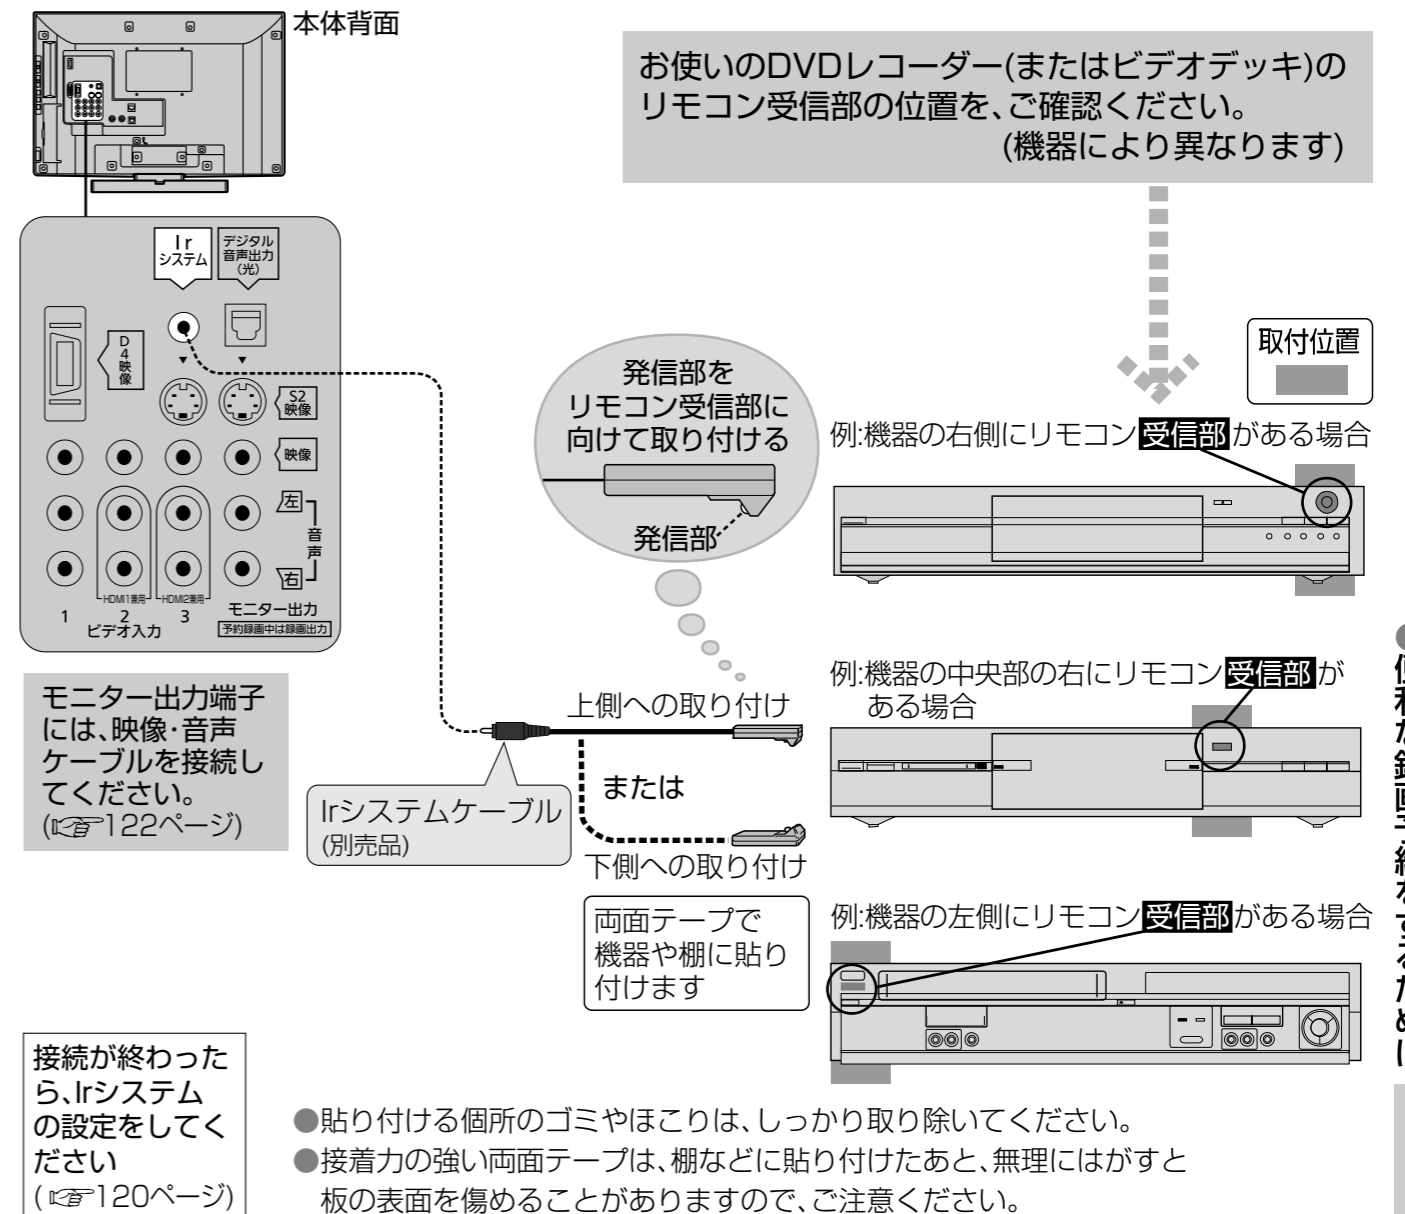 本体背面
お使いのDVDレコーダー(またはビデオデッキ)の
リモコン受信部の位置を、ご確認ください。
(機器により異なります)
Ir
システム
デジタル
音声出力
(光)
D4映像
S2
映像
映像
左
音声
右
HDMI1兼用
HDMI2兼用
1
2
3
ビデオ入力
モニター出力
予約録画中は録画出力
発信部を
リモコン受信部に
向けて取り付ける
発信部
取付位置
例:機器の右側にリモコン受信部がある場合
例:機器の中央部の右にリモコン受信部が
ある場合
例:機器の左側にリモコン受信部がある場合
モニター出力端子
には、映像・音声
ケーブルを接続し
てください。
(☞122ページ)
上側への取り付け
または
下側への取り付け
Irシステムケーブル
(別売品)
両面テープで
機器や棚に貼り
付けます
接続が終わった
ら、Irシステム
の設定をしてく
ださい
(☞120ページ)
●貼り付ける個所のゴミやほこりは、しっかり取り除いてください。
●接着力の強い両面テープは、棚などに貼り付けたあと、無理にはがすと
板の表面を傷めることがありますので、ご注意ください。